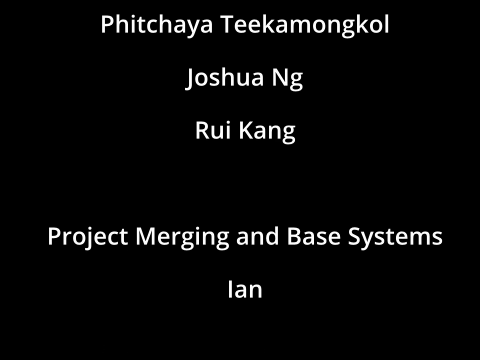 Phitchaya Teekamongkol
Joshua Ng
Rui Kang
Project Merging and Base Systems
Ian